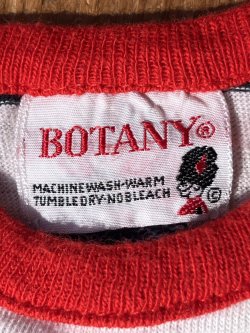 BOTANY®
MACHINE WASH-WARM
TUMBLE DRY-NO BLEACH
©